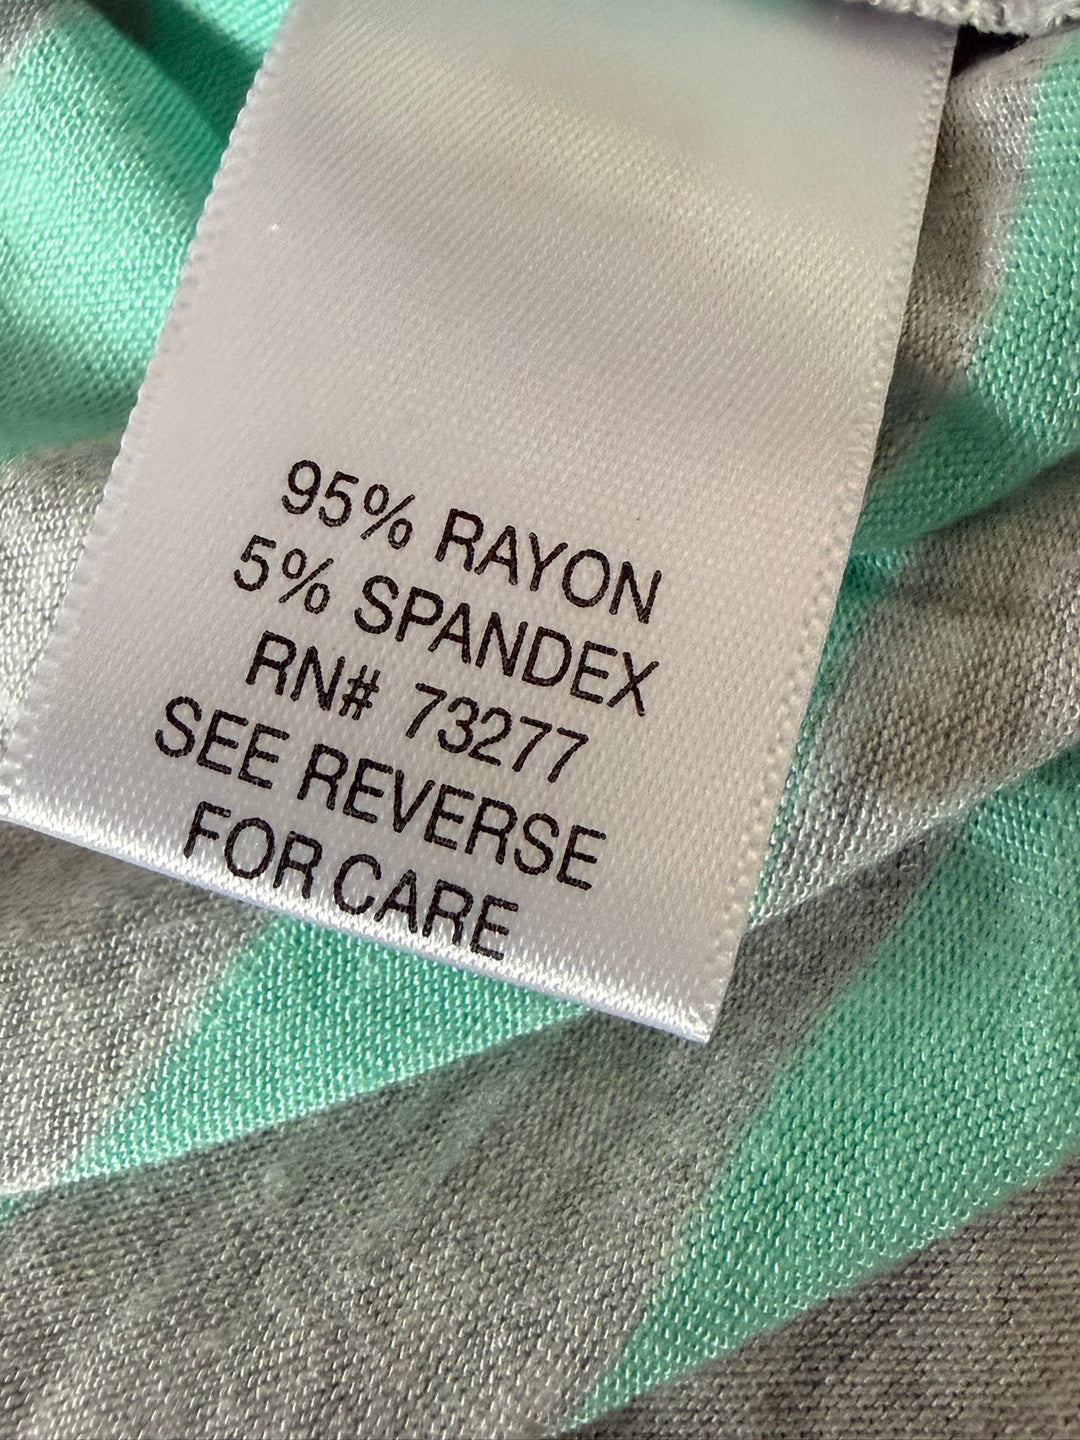 95% RAYON
5% SPANDEX
RN# 73277
SEE REVERSE
FOR CARE